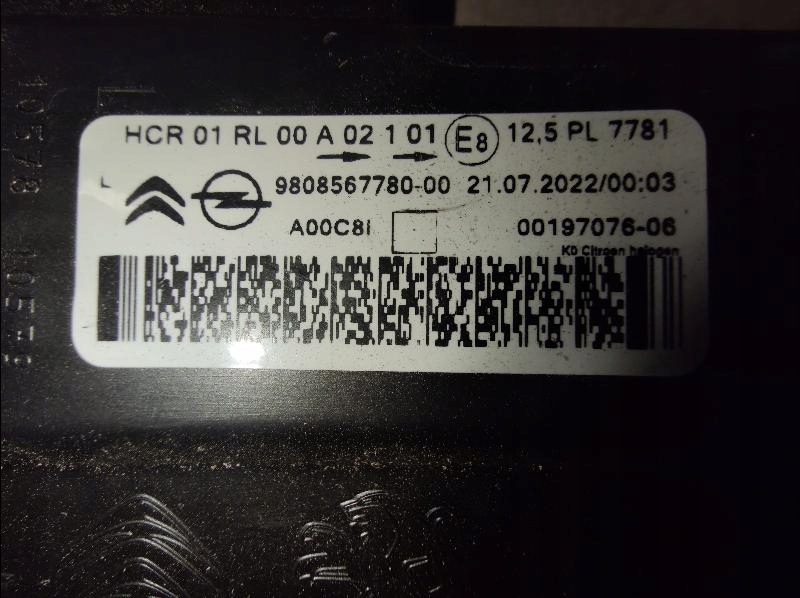 HCR 01 RL 00 A 02 1 01 E8 12,5 PL 7781
L 9808567780-00 21.07.2022/00:03
A00C8I 00197076-06
K0 Citroen halogen